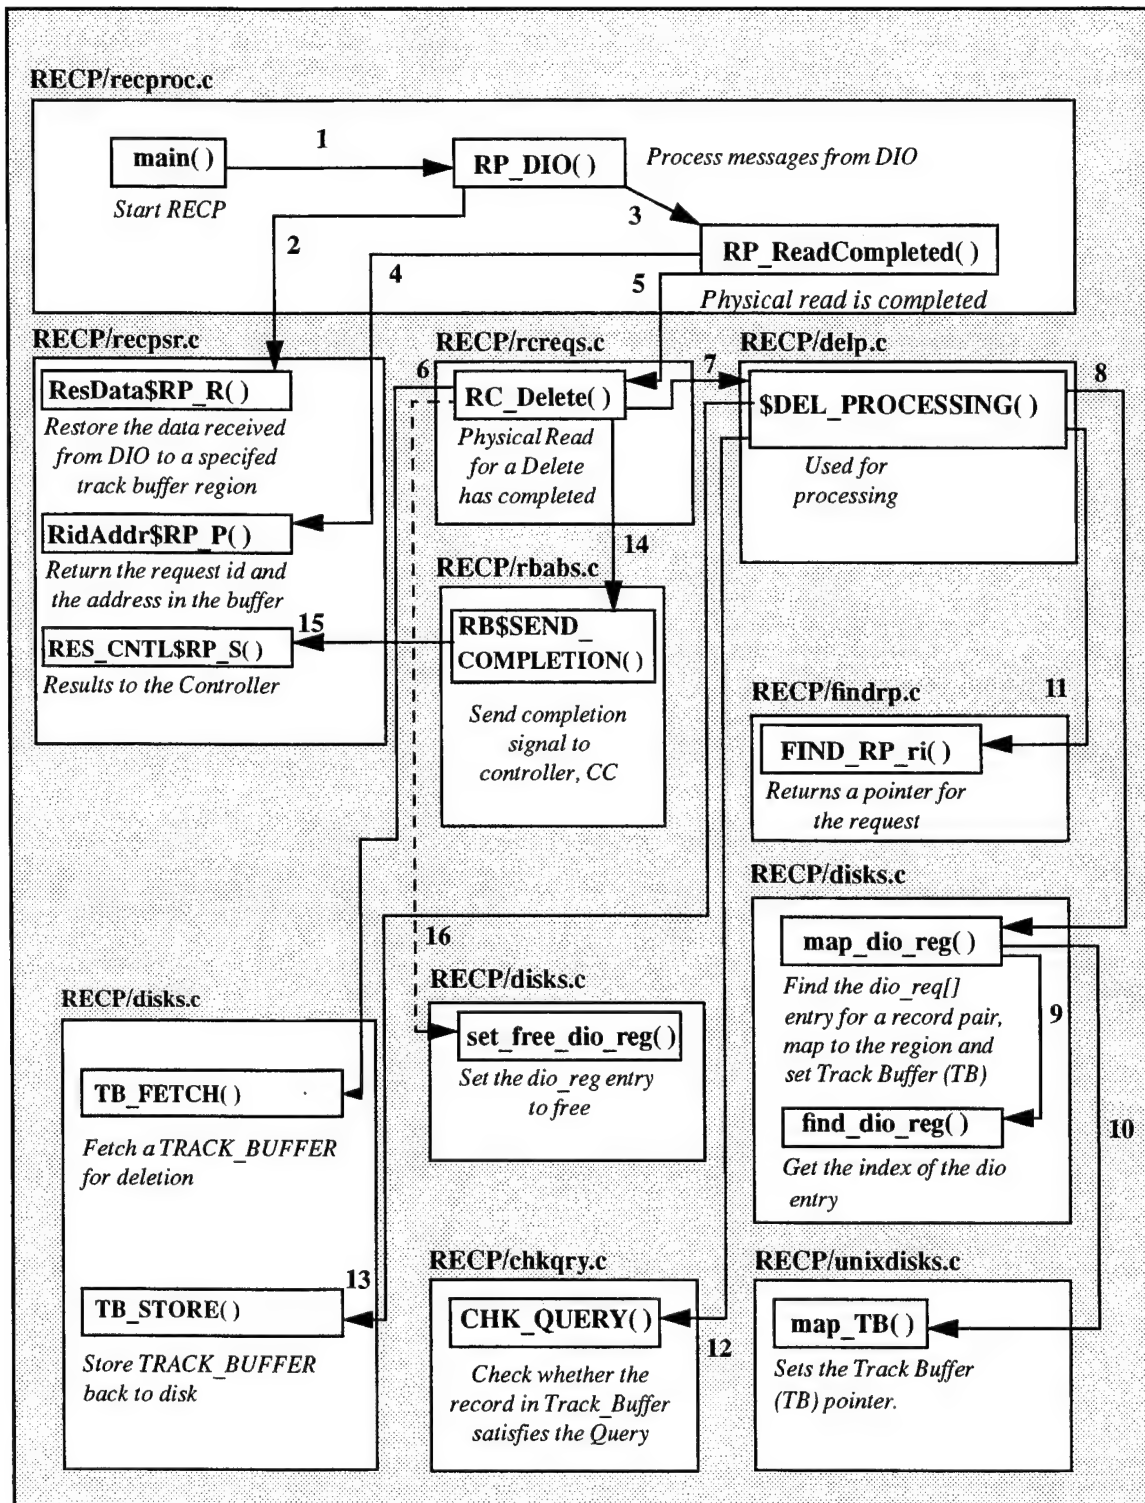 RECP/recproc.c
1
main( )
RP_DIO( )
Process messages from DIO
Start RECP
3
2
RP_ReadCompleted( )
4
5
Physical read is completed
RECP/recpsr.c
RECP/rcreqs.c
RECP/delp.c
6
7
8
ResData$RP_R( )
RC_Delete( )
$DEL_PROCESSING( )
Restore the data received
from DIO to a specifed
track buffer region
Physical Read
for a Delete
has completed
Used for
processing
RidAddr$RP_P( )
14
Return the request id and
the address in the buffer
RECP/rbabs.c
15
RES_CNTL$RP_S( )
RB$SEND_
COMPLETION( )
Results to the Controller
RECP/findrp.c
11
Send completion
signal to
controller, CC
FIND_RP_ri( )
Returns a pointer for
the request
RECP/disks.c
16
map_dio_reg( )
RECP/disks.c
RECP/disks.c
Find the dio_req[]
entry for a record pair,
map to the region and
set Track Buffer (TB)
9
set_free_dio_reg( )
Set the dio_reg entry
to free
TB_FETCH( )
find_dio_reg( )
10
Fetch a TRACK_BUFFER
for deletion
Get the index of the dio
entry
RECP/chkqry.c
RECP/unixdisks.c
13
TB_STORE( )
CHK_QUERY( )
12
map_TB( )
Store TRACK_BUFFER
back to disk
Check whether the
record in Track_Buffer
satisfies the Query
Sets the Track Buffer
(TB) pointer.